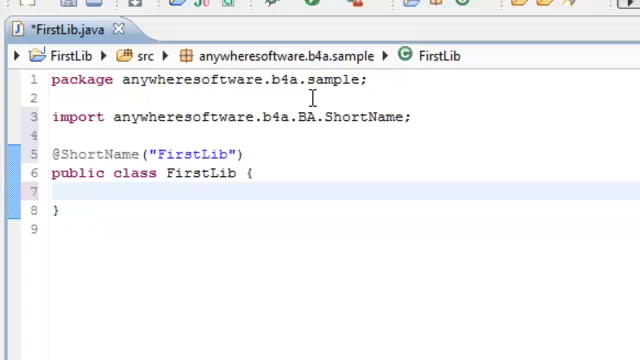 *FirstLib.java
FirstLib src anywheresoftware.b4a.sample FirstLib
1 package anywheresoftware.b4a.sample;
2
3 import anywheresoftware.b4a.BA.ShortName;
4
5 @ShortName("FirstLib")
6 public class FirstLib {
7
8 }
9